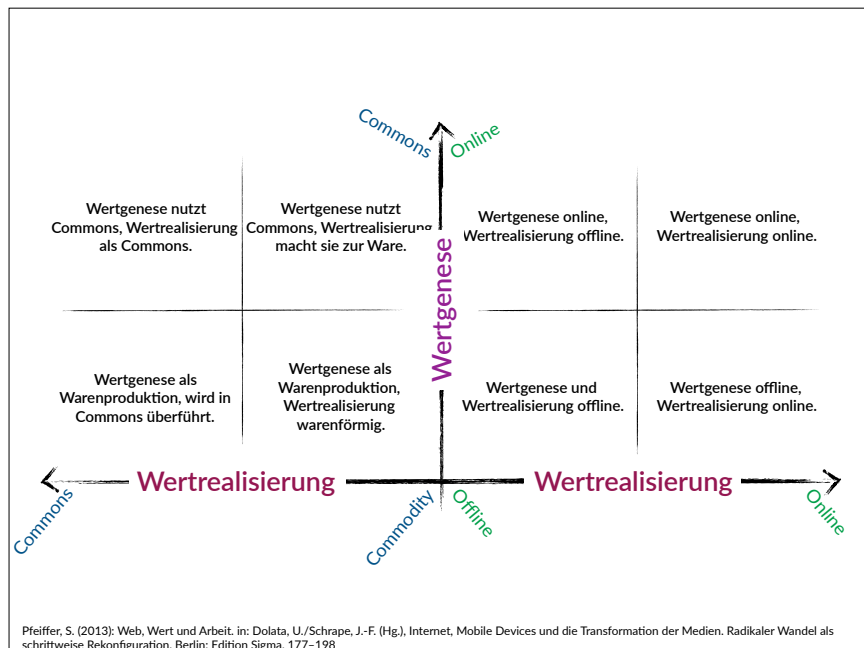 Commons
Online
Wertgenese nutzt
Commons, Wertrealisierung
als Commons.
Wertgenese nutzt
Commons, Wertrealisierung
macht sie zur Ware.
Wertgenese online,
Wertrealisierung offline.
Wertgenese online,
Wertrealisierung online.
Wertgenese
Wertgenese als
Warenproduktion, wird in
Commons überführt.
Wertgenese als
Warenproduktion,
Wertrealisierung
warenförmig.
Wertgenese und
Wertrealisierung offline.
Wertgenese offline,
Wertrealisierung online.
Wertrealisierung
Wertrealisierung
Commons
Commodity
Offline
Online
Pfeiffer, S. (2013): Web, Wert und Arbeit. in: Dolata, U./Schrape, J.-F. (Hg.), Internet, Mobile Devices und die Transformation der Medien. Radikaler Wandel als
schrittweise Rekonfiguration. Berlin: Edition Sigma, 177–198